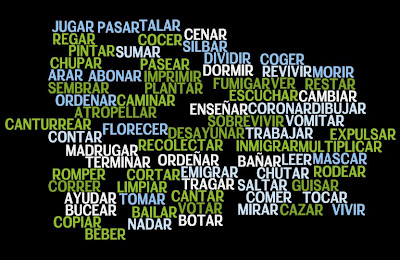 JUGAR PASAR TALAR
REGAR COCER CENAR
PINTAR SUMAR SILBAR
CHUPAR PASEAR DIVIDIR COGER
ARAR ABONAR IMPRIMIR DORMIR REVIVIR MORIR
SEMBRAR PLANTAR FUMIGAR VER RESTAR
ORDENAR CAMINAR ESCUCHAR CAMBIAR
ATROPELLAR ENSEÑAR CORONAR DIBUJAR
CANTURREAR SOBREVIVIR VOMITAR
CONTAR FLORECER DESAYUNAR TRABAJAR EXPULSAR
MADRUGAR RECOLECTAR INMIGRAR MULTIPLICAR
TERMINAR ORDEÑAR BAÑAR LEER MASCAR
ROMPER CORTAR EMIGRAR CHUTAR RODEAR
CORRER LIMPIAR TRAGAR SALTAR GUISAR
AYUDAR TOMAR CANTAR COMER TOCAR
BUCEAR BAILAR VOTAR MIRAR CAZAR VIVIR
COPIAR NADAR BOTAR
BEBER